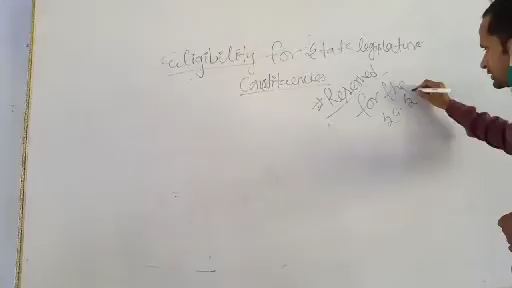 Eligibility for State legislature
Constituencies
* Reserved -
for the